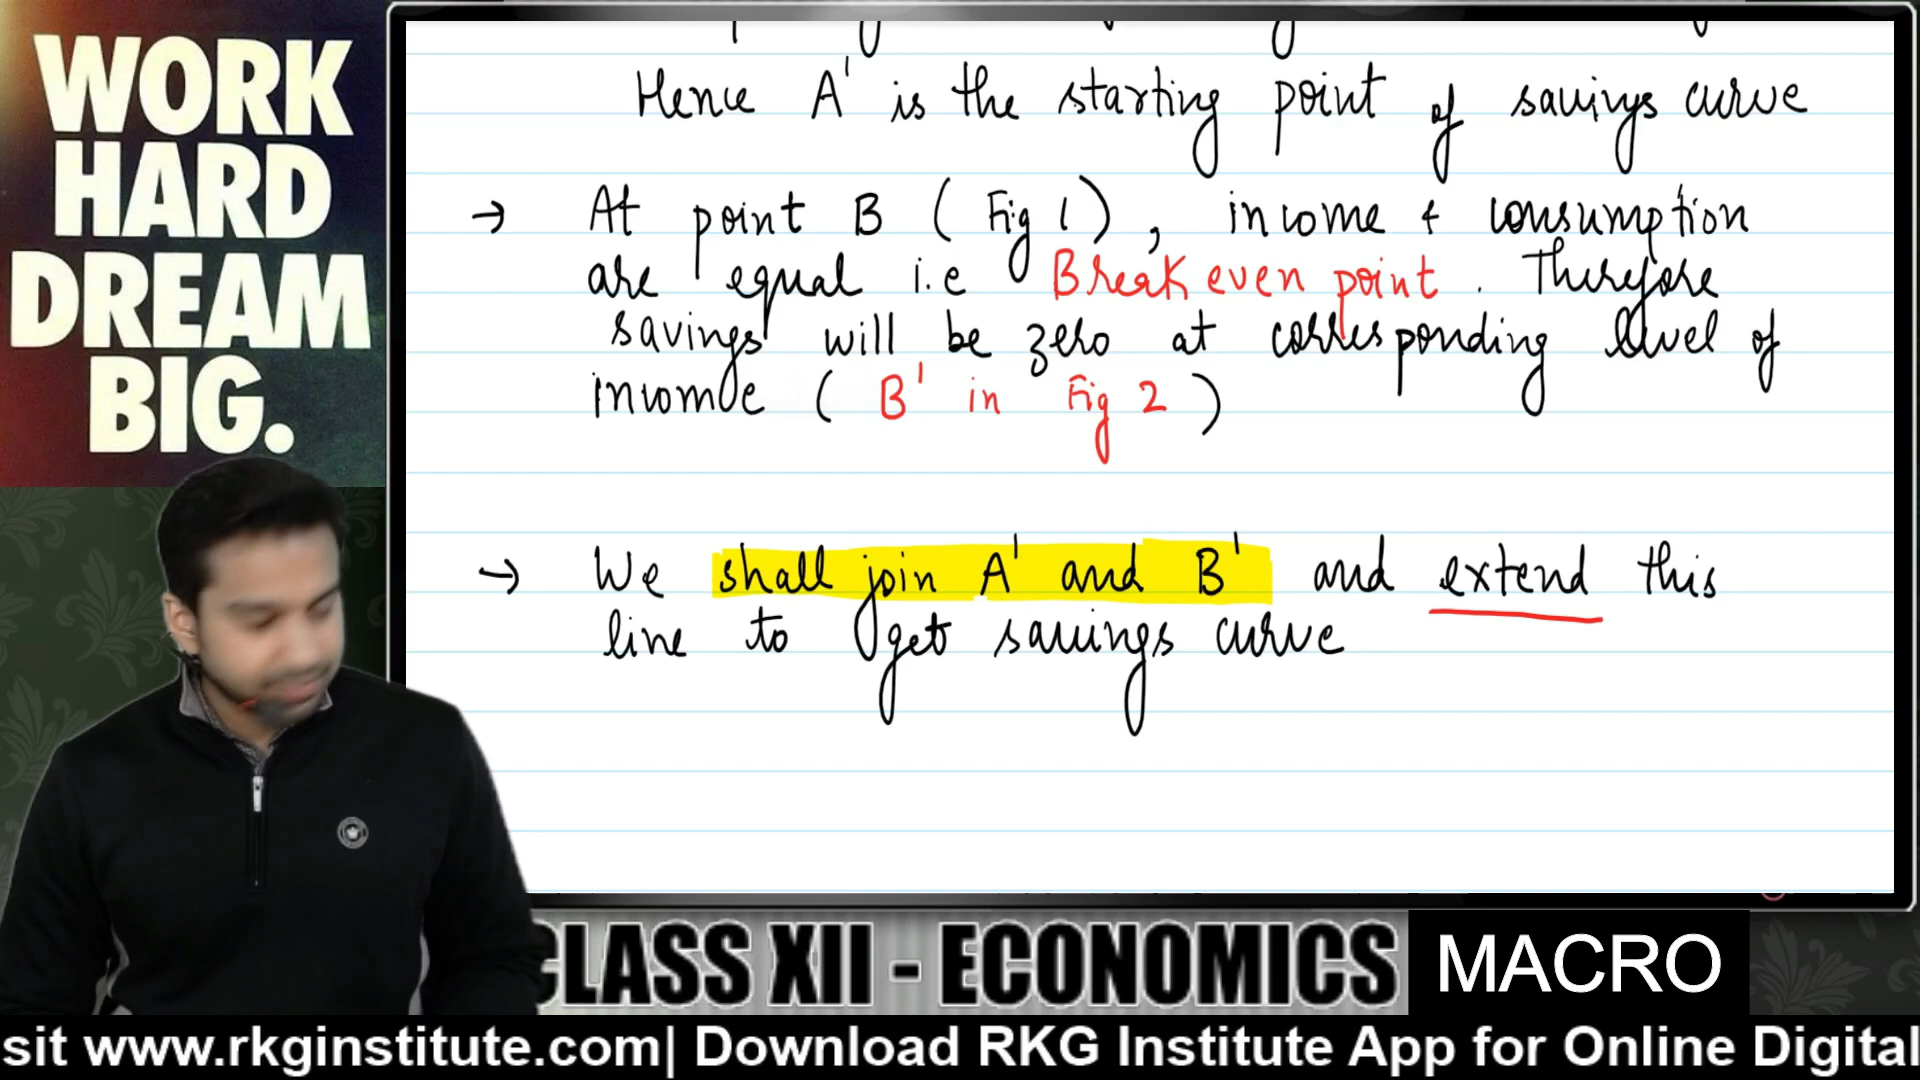 WORK
HARD
DREAM
BIG.
Hence A' is the starting point of savings curve
→ At point B ( Fig 1 ) , income & consumption
are equal i.e Break even point . Therefore
savings will be zero at corresponding level of
income ( B' in Fig 2 )
→ We shall join A' and B' and extend this
line to get savings curve
CLASS XII - ECONOMICS
MACRO
sit www.rkginstitute.com| Download RKG Institute App for Online Digital